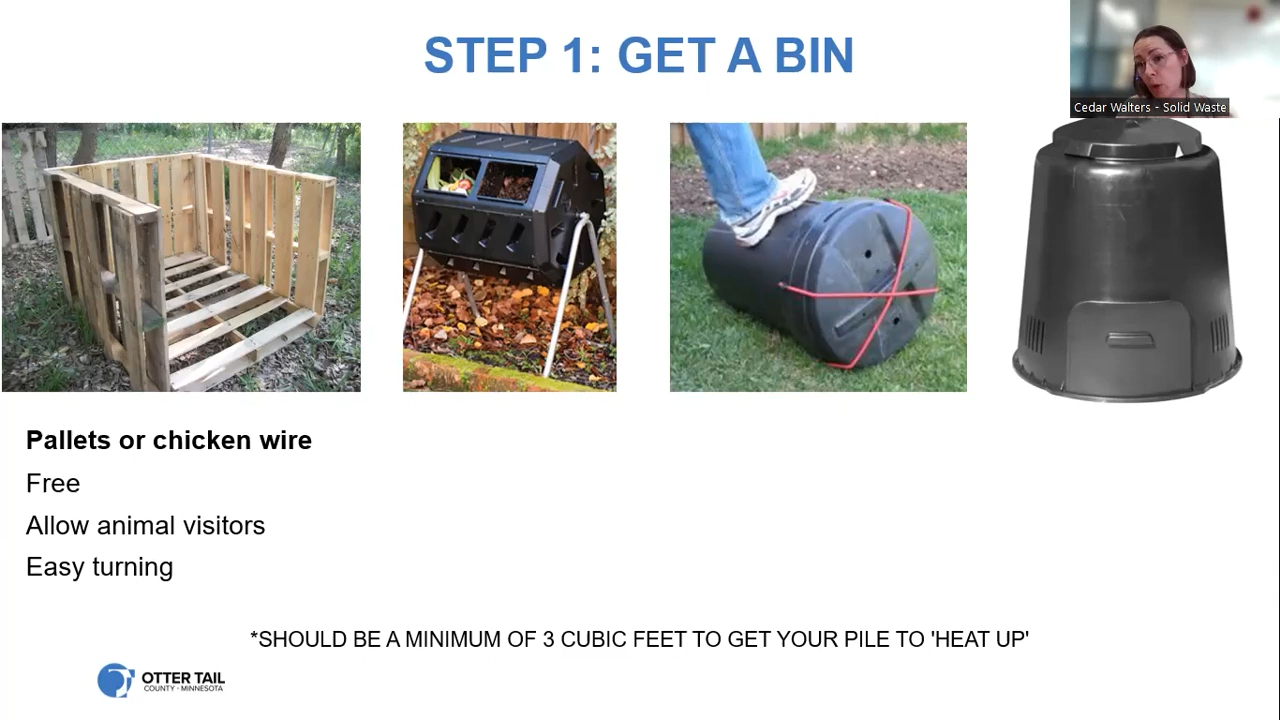 STEP 1: GET A BIN
Cedar Walters - Solid Waste
Pallets or chicken wire
Free
Allow animal visitors
Easy turning
*SHOULD BE A MINIMUM OF 3 CUBIC FEET TO GET YOUR PILE TO 'HEAT UP'
OTTER TAIL
COUNTY · MINNESOTA